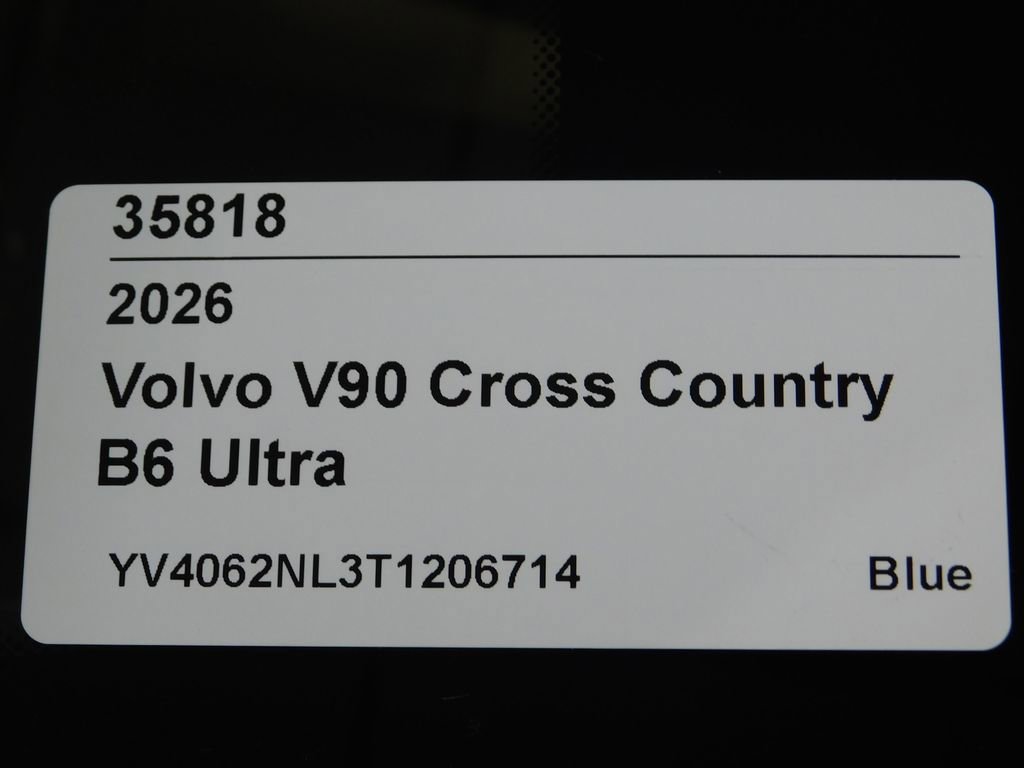 35818
2026
Volvo V90 Cross Country
B6 Ultra
YV4062NL3T1206714 Blue